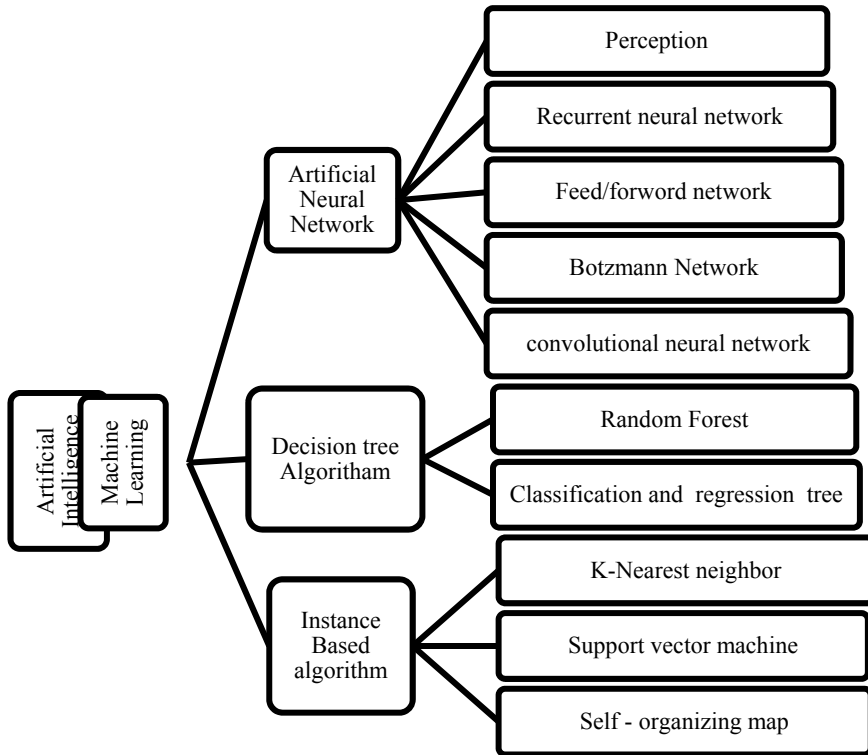 Artificial
Intelligence
Machine
Learning
Artificial
Neural
Network
Perception
Recurrent neural network
Feed/forword network
Botzmann Network
convolutional neural network
Decision tree
Algoritham
Random Forest
Classification and regression tree
Instance
Based
algorithm
K-Nearest neighbor
Support vector machine
Self - organizing map